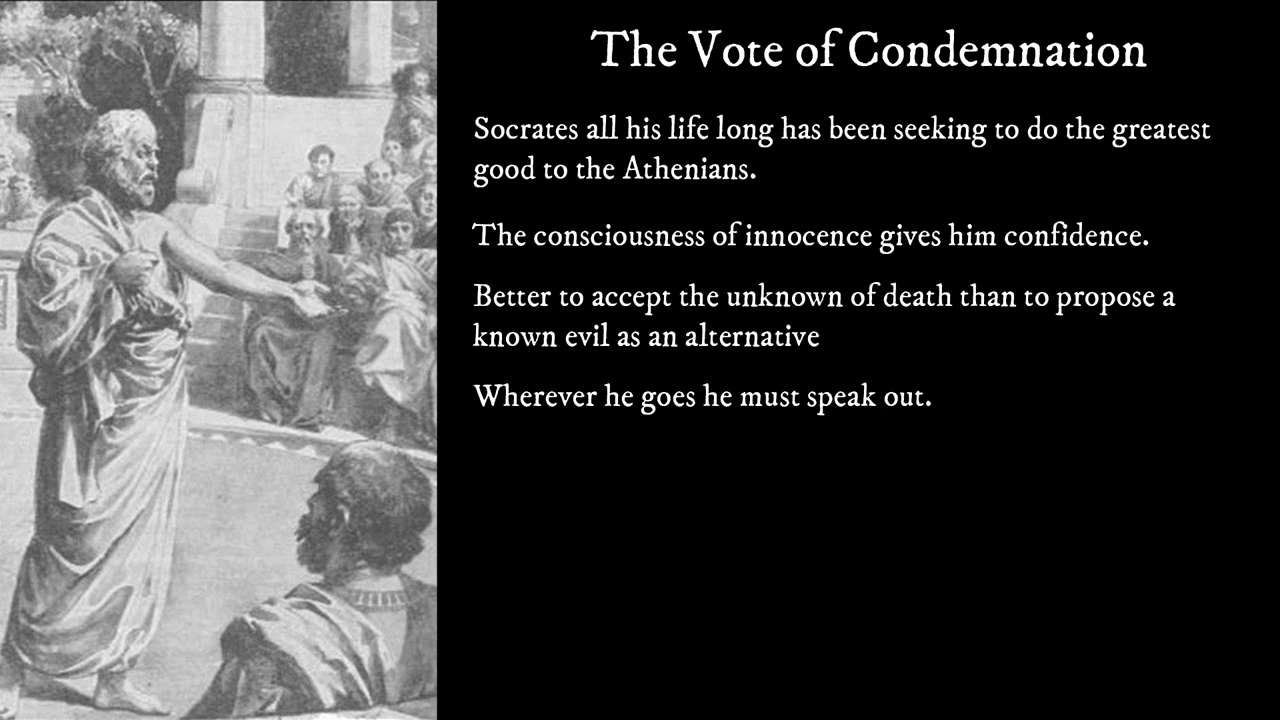 The Vote of Condemnation
Socrates all his life long has been seeking to do the greatest
good to the Athenians.
The consciousness of innocence gives him confidence.
Better to accept the unknown of death than to propose a
known evil as an alternative
Wherever he goes he must speak out.